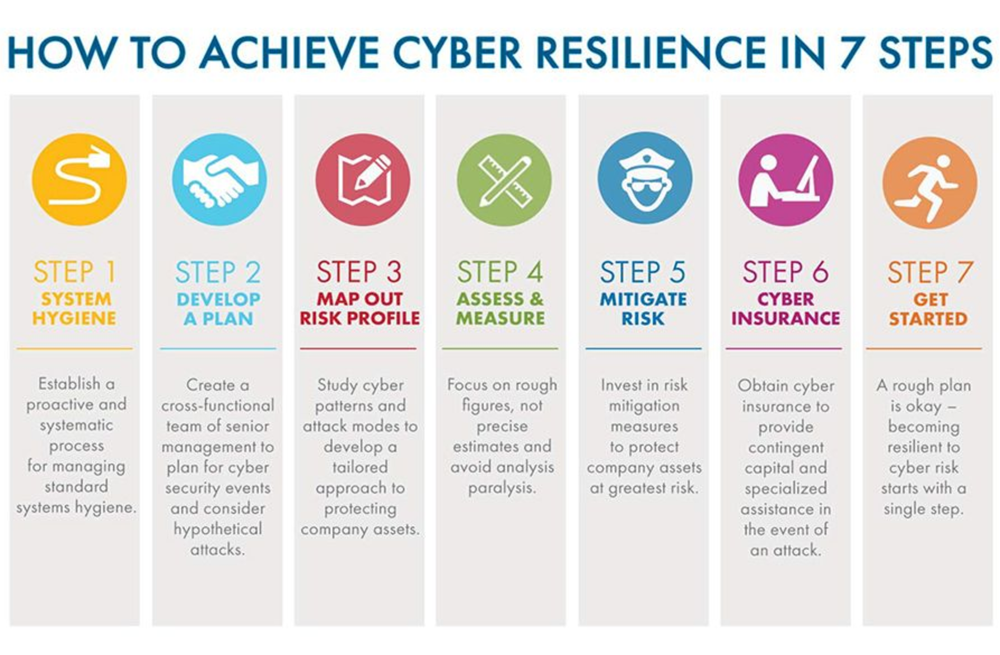 HOW TO ACHIEVE CYBER RESILIENCE IN 7 STEPS
STEP 1
SYSTEM
HYGIENE
Establish a
proactive and
systematic
process
for managing
standard
systems hygiene.
STEP 2
DEVELOP
A PLAN
Create a
cross-functional
team of senior
management to
plan for cyber
security events
and consider
hypothetical
attacks.
STEP 3
MAP OUT
RISK PROFILE
Study cyber
patterns and
attack modes to
develop a
tailored
approach to
protecting
company assets.
STEP 4
ASSESS &
MEASURE
Focus on rough
figures, not
precise
estimates and
avoid analysis
paralysis.
STEP 5
MITIGATE
RISK
Invest in risk
mitigation
measures
to protect
company assets
at greatest risk.
STEP 6
CYBER
INSURANCE
Obtain cyber
insurance to
provide
contingent
capital and
specialized
assistance in
the event of
an attack.
STEP 7
GET
STARTED
A rough plan
is okay –
becoming
resilient to
cyber risk
starts with a
single step.